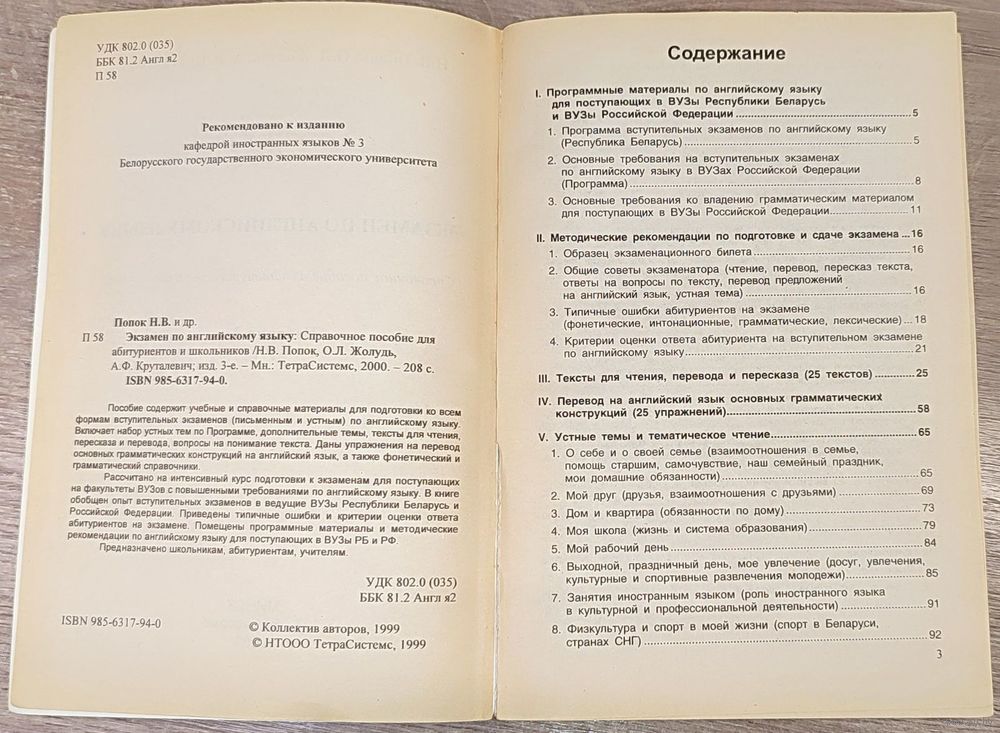 УДК 802.0 (035)
ББК 81.2 Англ я2
П 58
Рекомендовано к изданию
кафедрой иностранных языков № 3
Белорусского государственного экономического университета
Попок Н.В. и др.
П 58 Экзамен по английскому языку: Справочное пособие для
абитуриентов и школьников /Н.В. Попок, О.Л. Жолудь,
А.Ф. Круталевич; изд. 3-е. – Мн.: ТетраСистемс, 2000. – 208 с.
ISBN 985-6317-94-0.
Пособие содержит учебные и справочные материалы для подготовки ко всем
формам вступительных экзаменов (письменным и устным) по английскому языку.
Включает набор устных тем по Программе, дополнительные темы, тексты для чтения,
пересказа и перевода, вопросы на понимание текста. Даны упражнения на перевод
основных грамматических конструкций на английский язык, а также фонетический и
грамматический справочники.
Рассчитано на интенсивный курс подготовки к экзаменам для поступающих
на факультеты ВУЗов с повышенными требованиями по английскому языку. В книге
обобщен опыт вступительных экзаменов в ведущие ВУЗы Республики Беларусь и
Российской Федерации. Приведены типичные ошибки и критерии оценки ответа
абитуриентов на экзамене. Помещены программные материалы и методические
рекомендации по английскому языку для поступающих в ВУЗы РБ и РФ.
Предназначено школьникам, абитуриентам, учителям.
УДК 802.0 (035)
ББК 81.2 Англ я2
ISBN 985-6317-94-0
© Коллектив авторов, 1999
© НТООО ТетраСистемс, 1999
Содержание
I. Программные материалы по английскому языку
для поступающих в ВУЗы Республики Беларусь
и ВУЗы Российской Федерации ..... 5
1. Программа вступительных экзаменов по английскому языку
(Республика Беларусь) ..... 5
2. Основные требования на вступительных экзаменах
по английскому языку в ВУЗах Российской Федерации
(Программа) ..... 8
3. Основные требования ко владению грамматическим материалом
для поступающих в ВУЗы Российской Федерации ..... 11
II. Методические рекомендации по подготовке и сдаче экзамена ...16
1. Образец экзаменационного билета ..... 16
2. Общие советы экзаменатора (чтение, перевод, пересказ текста,
ответы на вопросы по тексту, перевод предложений
на английский язык, устная тема) ..... 16
3. Типичные ошибки абитуриентов на экзамене
(фонетические, интонационные, грамматические, лексические) ...18
4. Критерии оценки ответа абитуриента на вступительном экзамене
по английскому языку ..... 21
III. Тексты для чтения, перевода и пересказа (25 текстов) ..... 25
IV. Перевод на английский язык основных грамматических
конструкций (25 упражнений) ..... 58
V. Устные темы и тематическое чтение ..... 65
1. О себе и о своей семье (взаимоотношения в семье,
помощь старшим, самочувствие, наш семейный праздник,
мои домашние обязанности) ..... 65
2. Мой друг (друзья, взаимоотношения с друзьями) ..... 69
3. Дом и квартира (обязанности по дому) ..... 73
4. Моя школа (жизнь и система образования) ..... 79
5. Мой рабочий день ..... 84
6. Выходной, праздничный день, мое увлечение (досуг, увлечения,
культурные и спортивные развлечения молодежи) ..... 85
7. Занятия иностранным языком (роль иностранного языка
в культурной и профессиональной деятельности) ..... 91
8. Физкультура и спорт в моей жизни (спорт в Беларуси,
странах СНГ) ..... 92
3